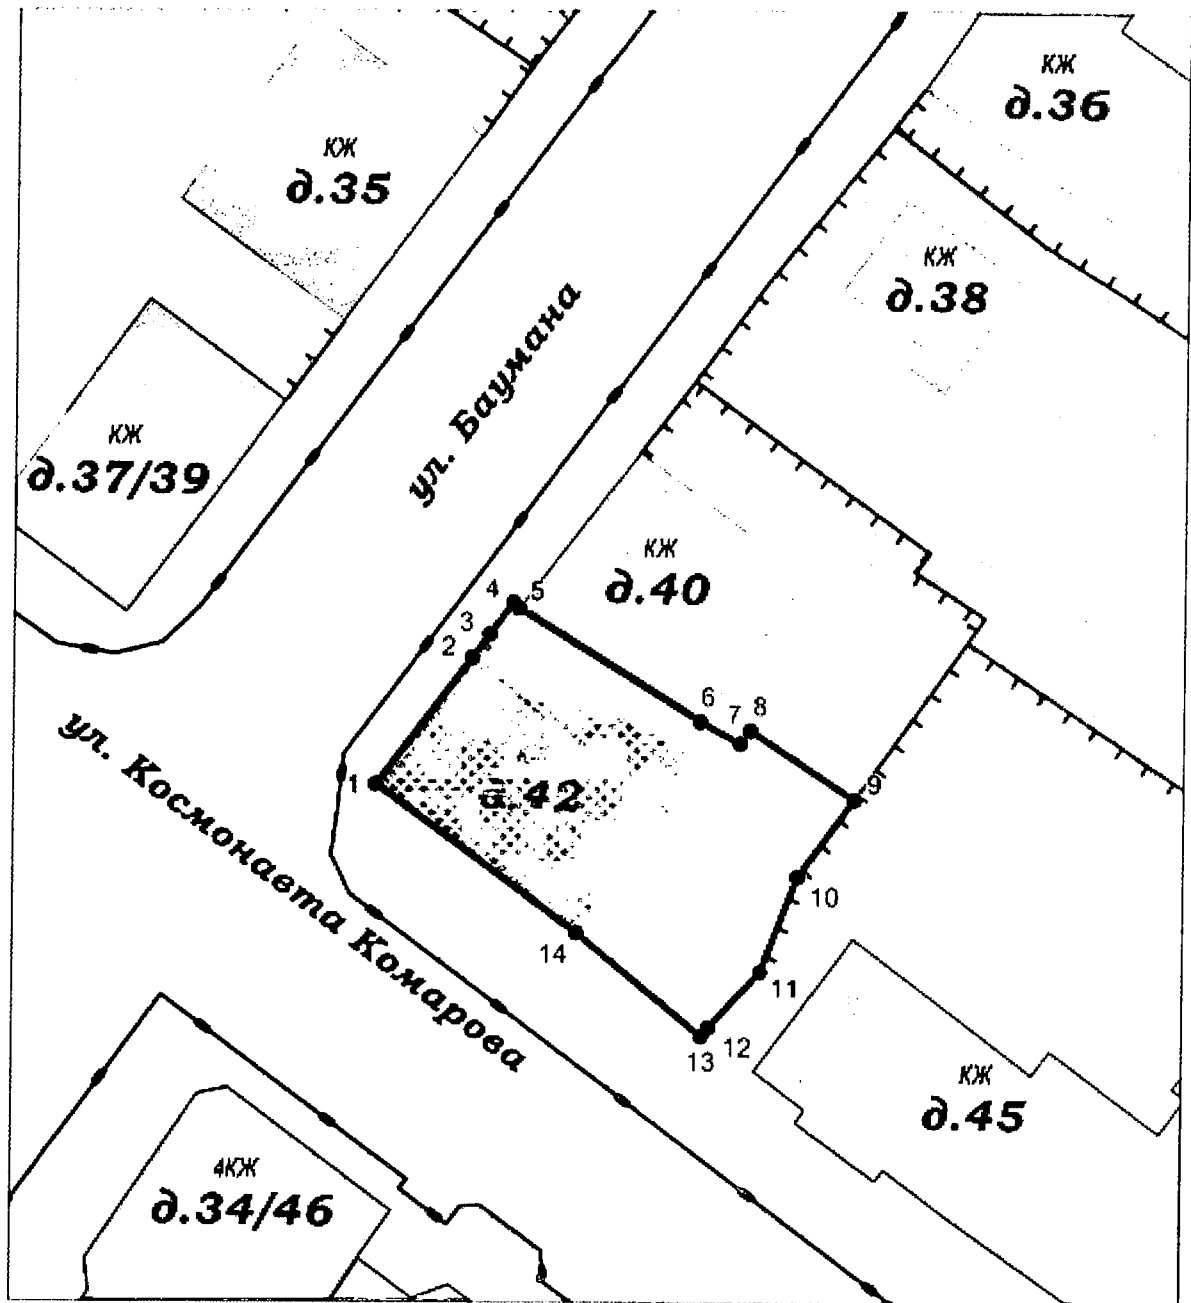 КЖ
д.36
КЖ
д.35
КЖ
д.38
ул. Баумана
КЖ
д.37/39
КЖ
д.40
4
5
3
2
6
7
8
ул. Космонавта Комарова
1
д.42
9
10
14
11
12
13
КЖ
д.45
4КЖ
д.34/46